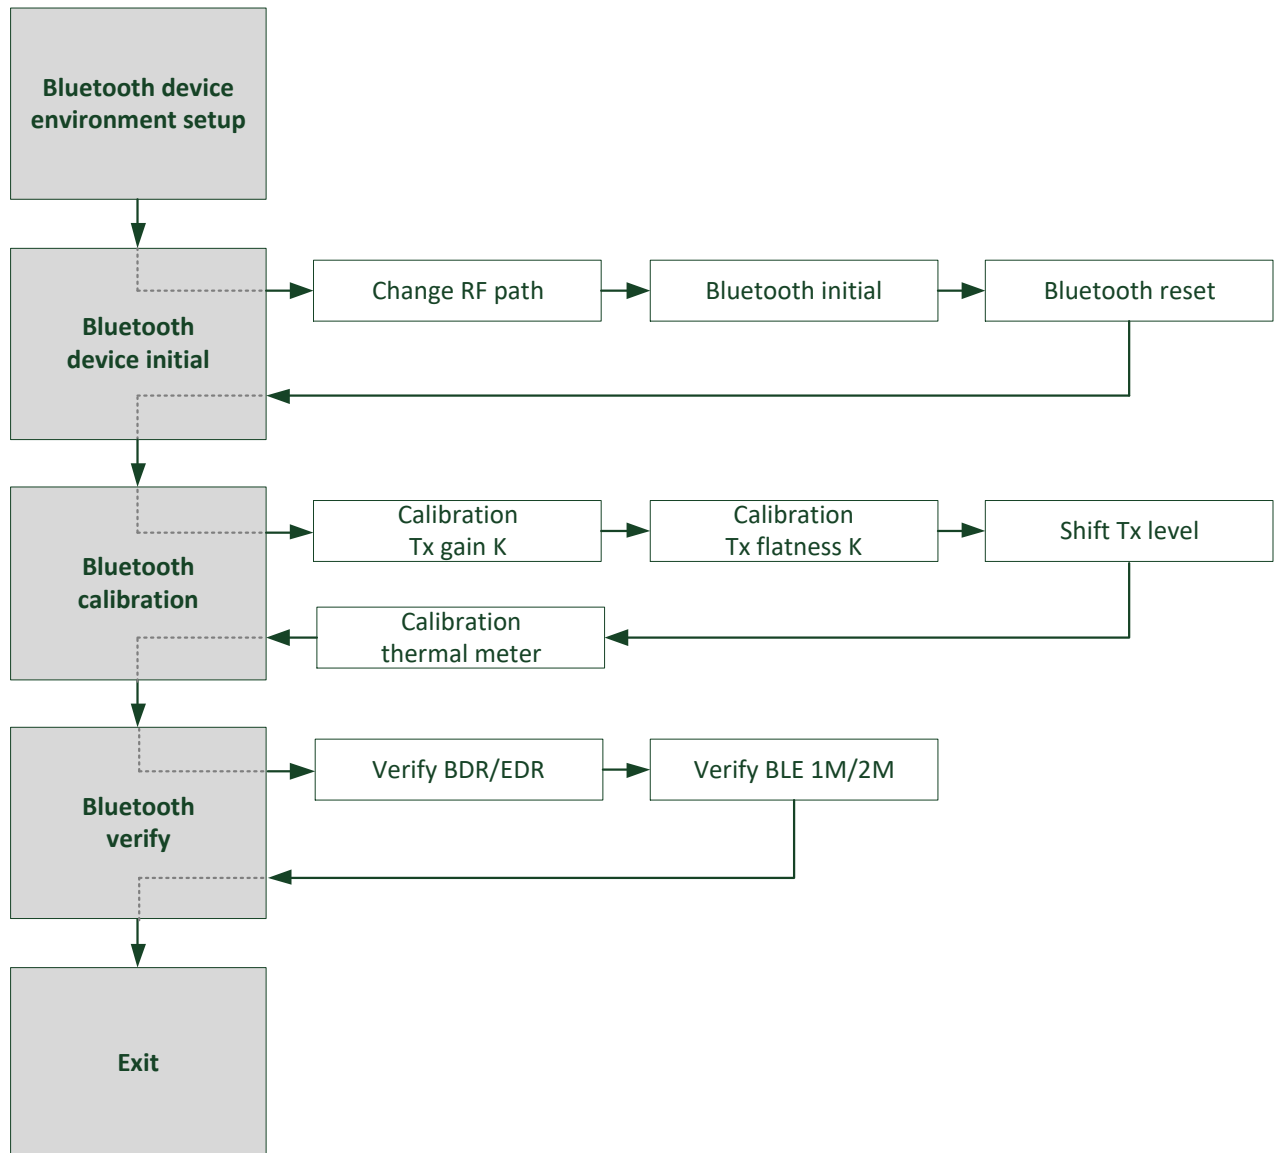 Bluetooth device
environment setup
Bluetooth
device initial
Change RF path
Bluetooth initial
Bluetooth reset
Bluetooth
calibration
Calibration
Tx gain K
Calibration
Tx flatness K
Shift Tx level
Calibration
thermal meter
Bluetooth
verify
Verify BDR/EDR
Verify BLE 1M/2M
Exit